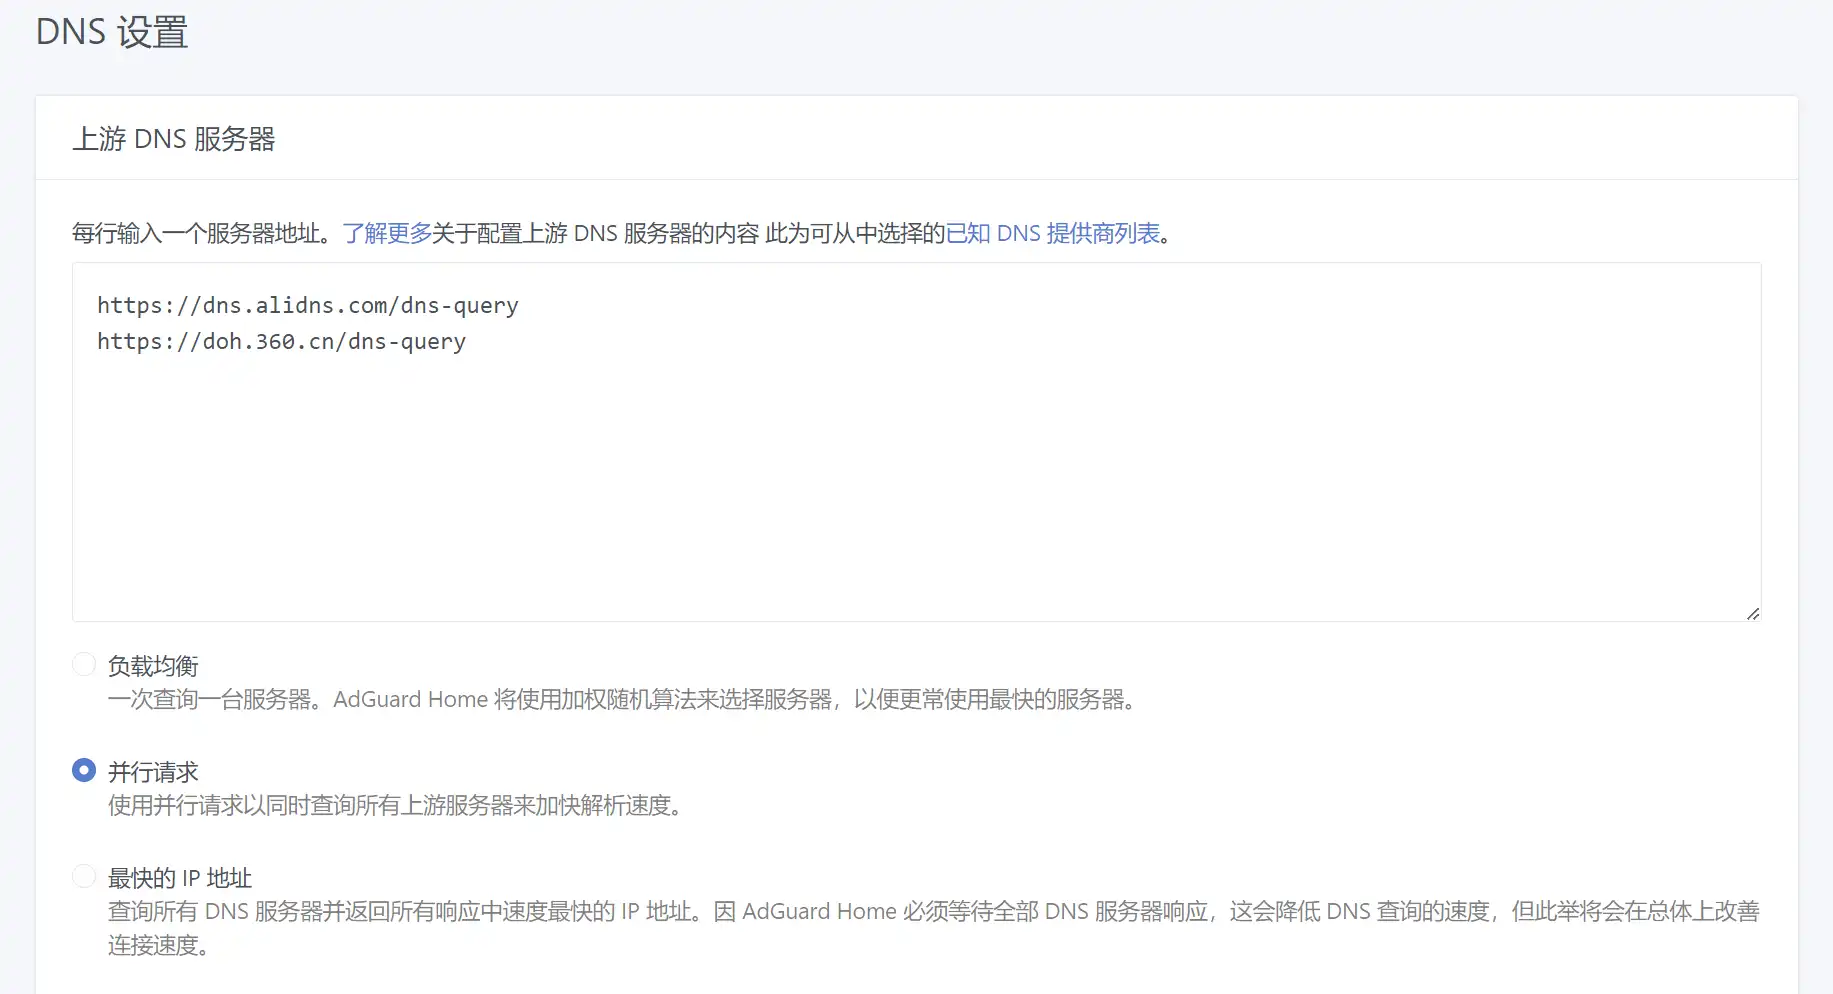 DNS 设置
上游 DNS 服务器
每行输入一个服务器地址。了解更多关于配置上游 DNS 服务器的内容 此为可从中选择的已知 DNS 提供商列表。
https://dns.alidns.com/dns-query
https://doh.360.cn/dns-query
负载均衡
一次查询一台服务器。AdGuard Home 将使用加权随机算法来选择服务器，以便更常使用最快的服务器。
并行请求
使用并行请求以同时查询所有上游服务器来加快解析速度。
最快的 IP 地址
查询所有 DNS 服务器并返回所有响应中速度最快的 IP 地址。因 AdGuard Home 必须等待全部 DNS 服务器响应，这会降低 DNS 查询的速度，但此举将会在总体上改善
连接速度。